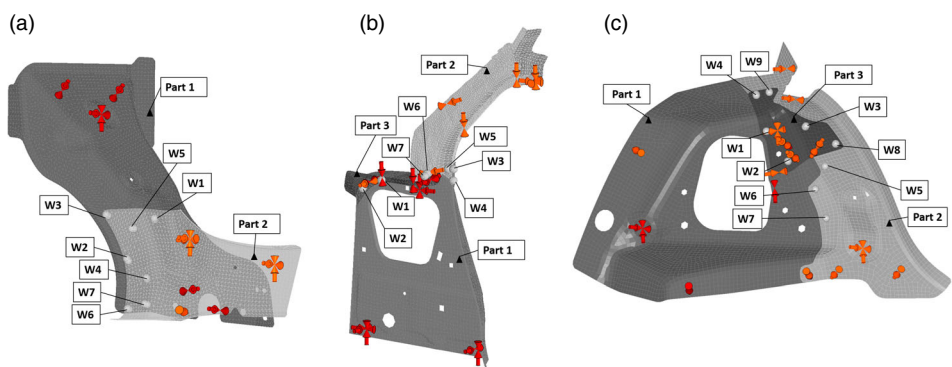 (a)
Part 1
W5
W1
W3
Part 2
W2
W4
W7
W6
(b)
Part 2
W6
Part 3
W7
W5
W3
W1
W4
W2
Part 1
(c)
W4
W9
Part 3
Part 1
W3
W1
W8
W2
W5
W6
W7
Part 2